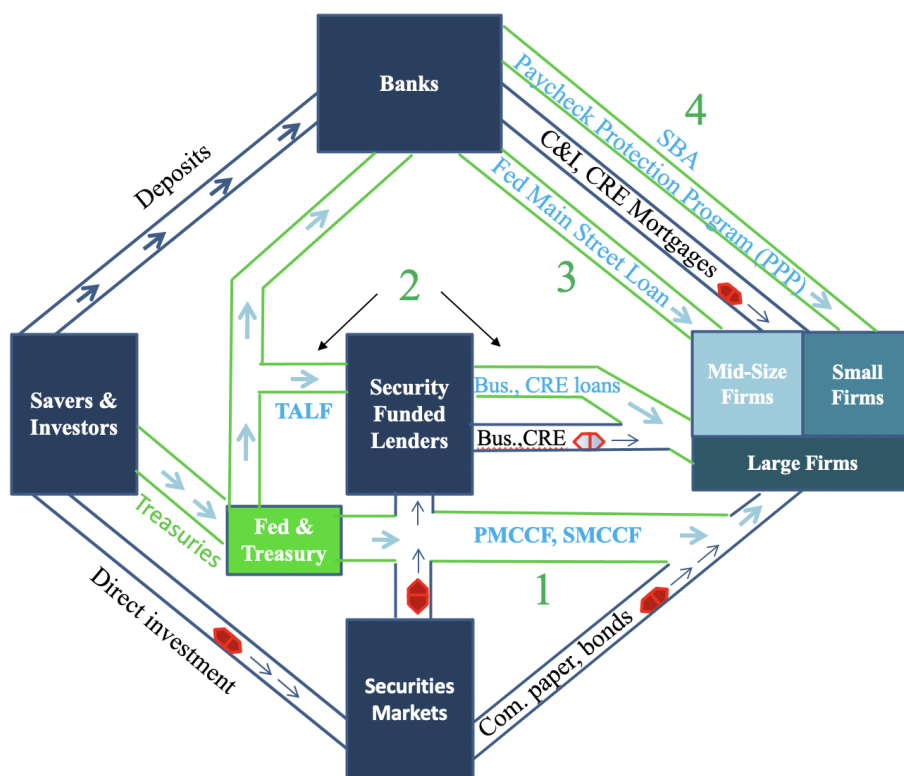 Banks
4
SBA
Paycheck Protection Program (PPP)
C&I, CRE Mortgages
Fed Main Street Loan
3
Deposits
2
Savers &
Investors
Security
Funded
Lenders
TALF
Bus., CRE loans
Bus.,CRE
Mid-Size
Firms
Small
Firms
Large Firms
Treasuries
Fed &
Treasury
PMCCF, SMCCF
1
Direct investment
Securities
Markets
Com. paper, bonds